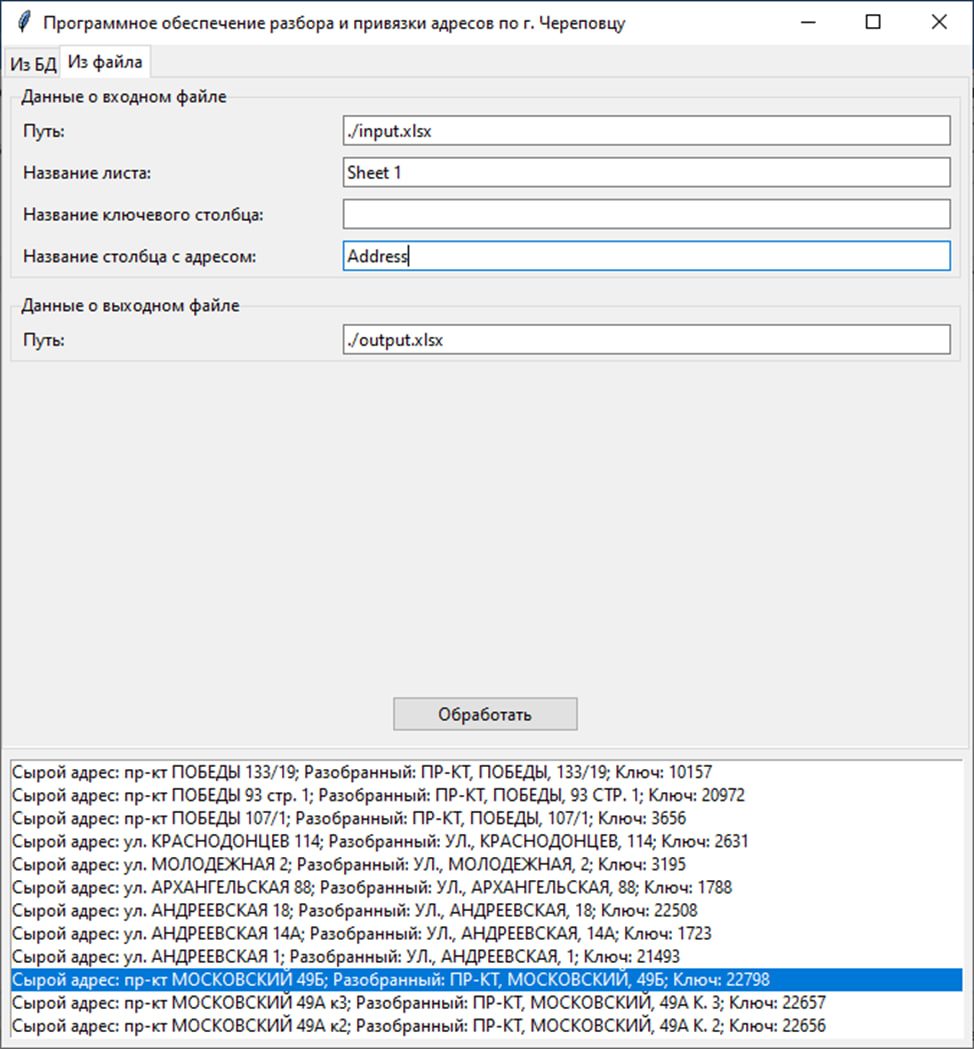 Программное обеспечение разбора и привязки адресов по г. Череповцу
Из БД Из файла
Данные о входном файле
Путь: ./input.xlsx
Название листа: Sheet 1
Название ключевого столбца:
Название столбца с адресом: Address
Данные о выходном файле
Путь: ./output.xlsx
Обработать
Сырой адрес: пр-кт ПОБЕДЫ 133/19; Разобранный: ПР-КТ, ПОБЕДЫ, 133/19; Ключ: 10157
Сырой адрес: пр-кт ПОБЕДЫ 93 стр. 1; Разобранный: ПР-КТ, ПОБЕДЫ, 93 СТР. 1; Ключ: 20972
Сырой адрес: пр-кт ПОБЕДЫ 107/1; Разобранный: ПР-КТ, ПОБЕДЫ, 107/1; Ключ: 3656
Сырой адрес: ул. КРАСНОДОНЦЕВ 114; Разобранный: УЛ., КРАСНОДОНЦЕВ, 114; Ключ: 2631
Сырой адрес: ул. МОЛОДЕЖНАЯ 2; Разобранный: УЛ., МОЛОДЕЖНАЯ, 2; Ключ: 3195
Сырой адрес: ул. АРХАНГЕЛЬСКАЯ 88; Разобранный: УЛ., АРХАНГЕЛЬСКАЯ, 88; Ключ: 1788
Сырой адрес: ул. АНДРЕЕВСКАЯ 18; Разобранный: УЛ., АНДРЕЕВСКАЯ, 18; Ключ: 22508
Сырой адрес: ул. АНДРЕЕВСКАЯ 14А; Разобранный: УЛ., АНДРЕЕВСКАЯ, 14А; Ключ: 1723
Сырой адрес: ул. АНДРЕЕВСКАЯ 1; Разобранный: УЛ., АНДРЕЕВСКАЯ, 1; Ключ: 21493
Сырой адрес: пр-кт МОСКОВСКИЙ 49Б; Разобранный: ПР-КТ, МОСКОВСКИЙ, 49Б; Ключ: 22798
Сырой адрес: пр-кт МОСКОВСКИЙ 49А к3; Разобранный: ПР-КТ, МОСКОВСКИЙ, 49А К. 3; Ключ: 22657
Сырой адрес: пр-кт МОСКОВСКИЙ 49А к2; Разобранный: ПР-КТ, МОСКОВСКИЙ, 49А К. 2; Ключ: 22656